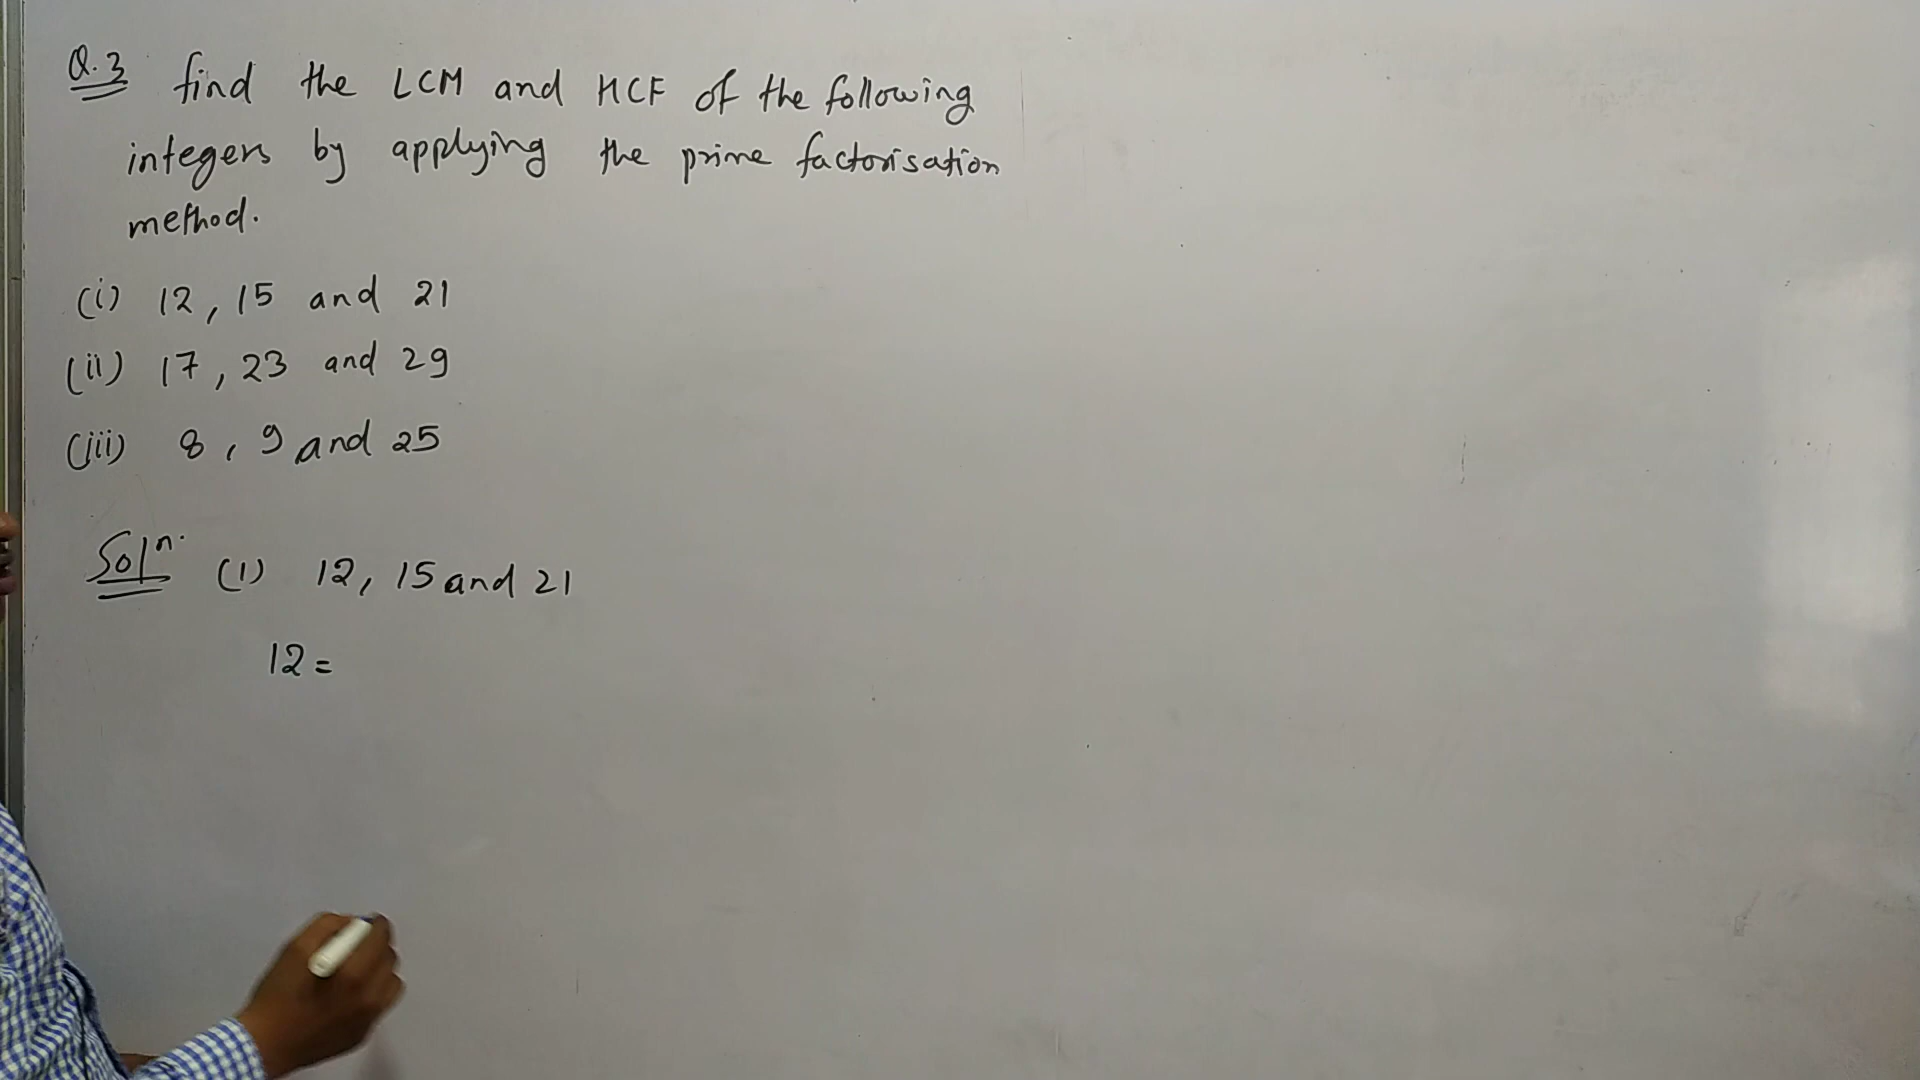 Q.3 find the LCM and HCF of the following
integers by applying the prime factorisation
method.
(i) 12, 15 and 21
(ii) 17, 23 and 29
(iii) 8, 9 and 25
Solⁿ. (1) 12, 15 and 21
12 =